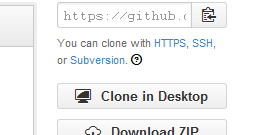 https://github.c
You can clone with HTTPS, SSH,
or Subversion.
Clone in Desktop
Download ZIP